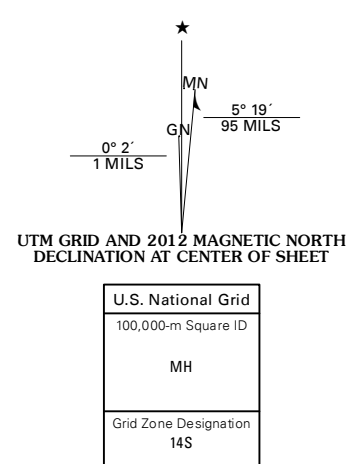 ★
MN
GN
5° 19´
95 MILS
0° 2´
1 MILS
UTM GRID AND 2012 MAGNETIC NORTH
DECLINATION AT CENTER OF SHEET
U.S. National Grid
100,000-m Square ID
MH
Grid Zone Designation
14S